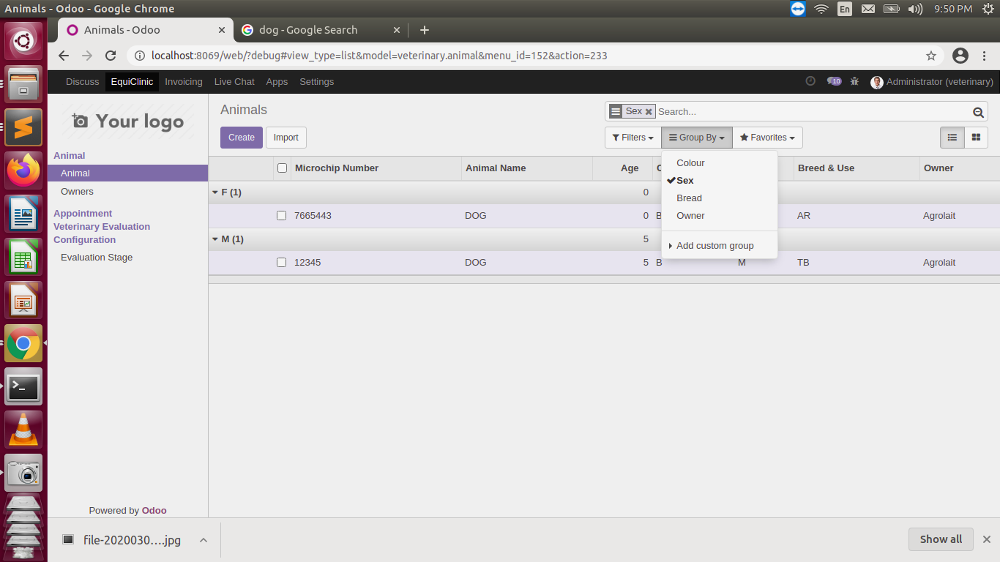 Animals - Odoo - Google Chrome
En
9:50 PM
Animals - Odoo
dog - Google Search
localhost:8069/web/?debug#view_type=list&model=veterinary.animal&menu_id=152&action=233
Discuss EquiClinic Invoicing Live Chat Apps Settings
10 Administrator (veterinary)
Your logo
Animal
Animal
Owners
Appointment
Veterinary Evaluation
Configuration
Evaluation Stage
Powered by Odoo
Animals
Sex Search...
Create Import
Filters Group By Favorites
Colour
Sex
Bread
Owner
Add custom group
Microchip Number Animal Name Age Breed & Use Owner
F (1) 0
7665443 DOG 0 B AR Agrolait
M (1) 5
12345 DOG 5 B M TB Agrolait
file-2020030....jpg
Show all